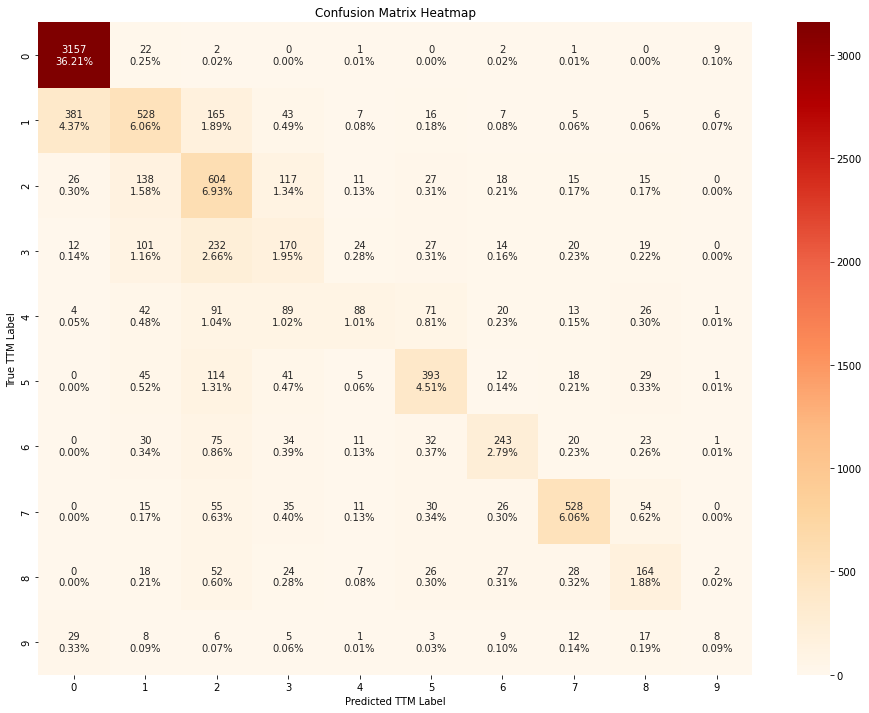 Confusion Matrix Heatmap
True TTM Label
0
3157 22 2 0 1 0 2 1 0 9
36.21% 0.25% 0.02% 0.00% 0.01% 0.00% 0.02% 0.01% 0.00% 0.10%
1
381 528 165 43 7 16 7 5 5 6
4.37% 6.06% 1.89% 0.49% 0.08% 0.18% 0.08% 0.06% 0.06% 0.07%
2
26 138 604 117 11 27 18 15 15 0
0.30% 1.58% 6.93% 1.34% 0.13% 0.31% 0.21% 0.17% 0.17% 0.00%
3
12 101 232 170 24 27 14 20 19 0
0.14% 1.16% 2.66% 1.95% 0.28% 0.31% 0.16% 0.23% 0.22% 0.00%
4
4 42 91 89 88 71 20 13 26 1
0.05% 0.48% 1.04% 1.02% 1.01% 0.81% 0.23% 0.15% 0.30% 0.01%
5
0 45 114 41 5 393 12 18 29 1
0.00% 0.52% 1.31% 0.47% 0.06% 4.51% 0.14% 0.21% 0.33% 0.01%
6
0 30 75 34 11 32 243 20 23 1
0.00% 0.34% 0.86% 0.39% 0.13% 0.37% 2.79% 0.23% 0.26% 0.01%
7
0 15 55 35 11 30 26 528 54 0
0.00% 0.17% 0.63% 0.40% 0.13% 0.34% 0.30% 6.06% 0.62% 0.00%
8
0 18 52 24 7 26 27 28 164 2
0.00% 0.21% 0.60% 0.28% 0.08% 0.30% 0.31% 0.32% 1.88% 0.02%
9
29 8 6 5 1 3 9 12 17 8
0.33% 0.09% 0.07% 0.06% 0.01% 0.03% 0.10% 0.14% 0.19% 0.09%
0 1 2 3 4 5 6 7 8 9
Predicted TTM Label
3000
2500
2000
1500
1000
500
0